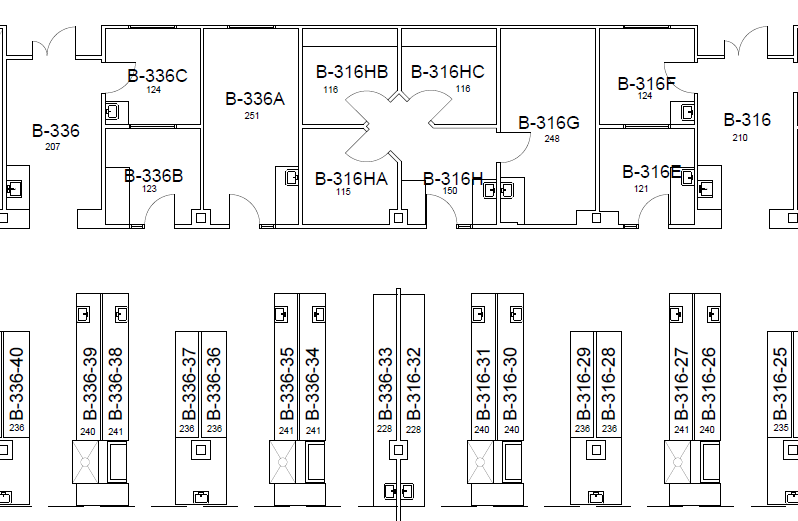 B-336
207
B-336C
124
B-336B
123
B-336A
251
B-316HB
116
B-316HC
116
B-316HA
115
B-316H
150
B-316G
248
B-316F
124
B-316E
121
B-316
210
B-336-40
236
B-336-39
240
B-336-38
241
B-336-37
236
B-336-36
236
B-336-35
241
B-336-34
241
B-336-33
228
B-316-32
228
B-316-31
240
B-316-30
240
B-316-29
236
B-316-28
236
B-316-27
241
B-316-26
240
B-316-25
235